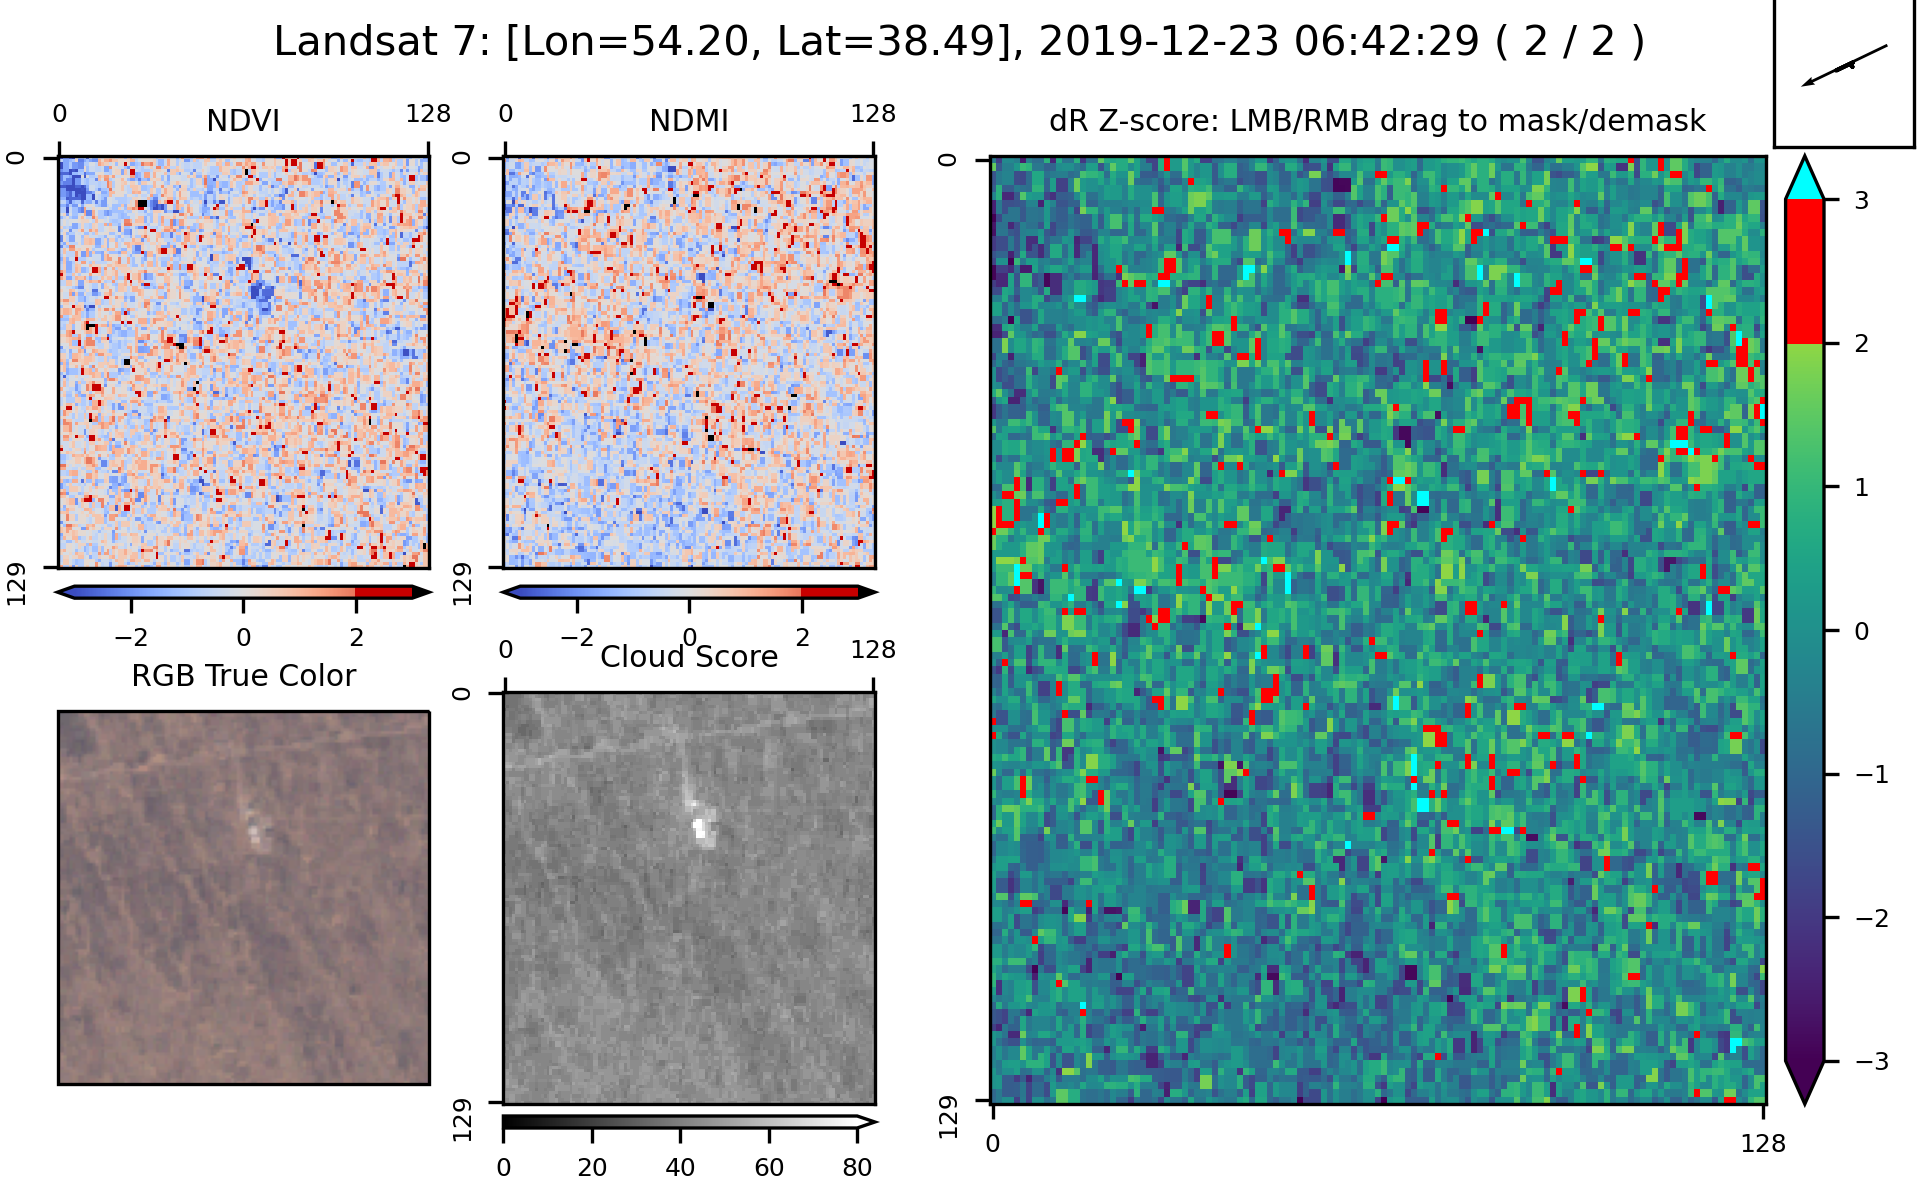 Landsat 7: [Lon=54.20, Lat=38.49], 2019-12-23 06:42:29 ( 2 / 2 )
0 NDVI 128
0 NDMI 128
dR Z-score: LMB/RMB drag to mask/demask
0
129
−2 0 2
0
129
−2 0 2
RGB True Color
0 Cloud Score 128
0
129
0 20 40 60 80
0
129
0 128
3
2
1
0
−1
−2
−3